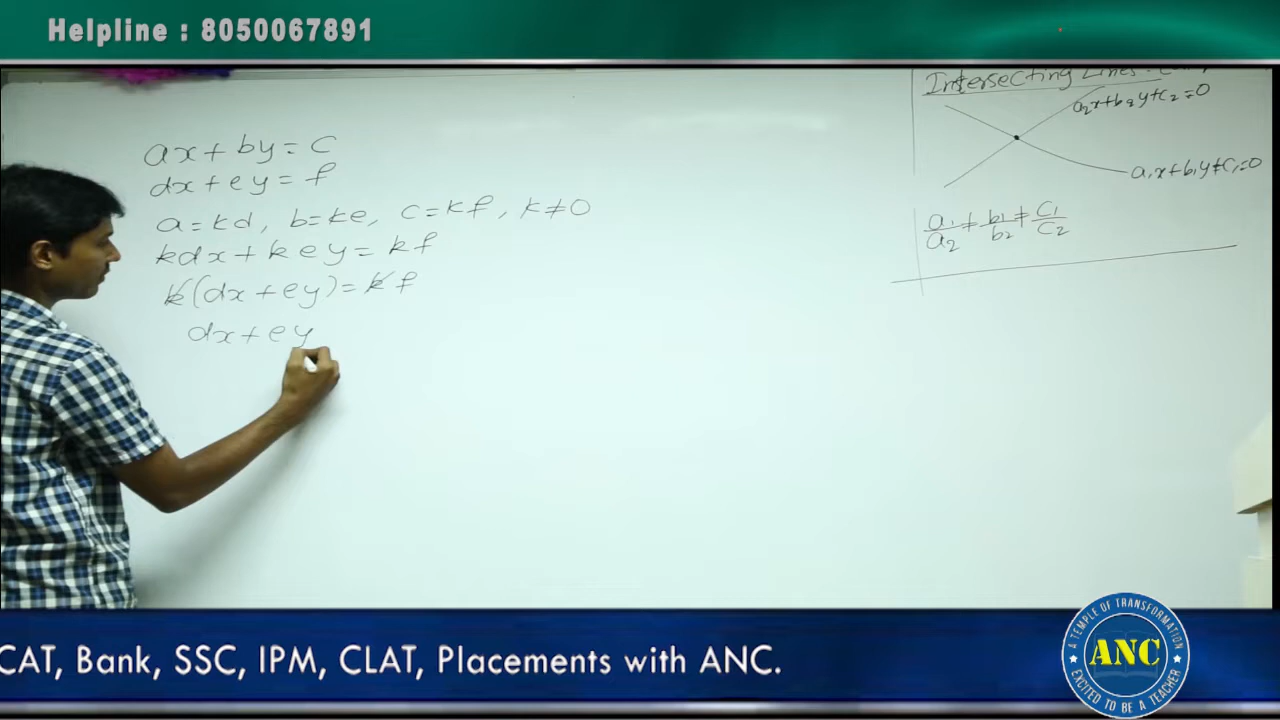 Helpline : 8050067891
ax + by = c
dx + ey = f
a = kd, b = ke, c = kf, k ≠ 0
kdx + key = kf
k(dx + ey) = kf
dx + ey
Intersecting Lines
a₂x+b₂y+c₂=0
a₁x+b₁y+c₁=0
a₁/a₂ ≠ b₁/b₂ ≠ c₁/c₂
CAT, Bank, SSC, IPM, CLAT, Placements with ANC.
A TEMPLE OF TRANSFORMATION
ANC
EXCITED TO BE A TEACHER